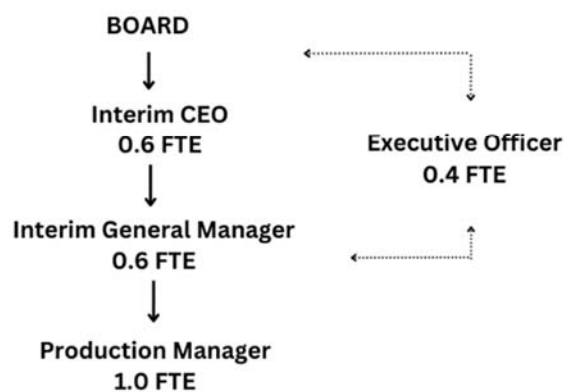 BOARD
Interim CEO
0.6 FTE
Executive Officer
0.4 FTE
Interim General Manager
0.6 FTE
Production Manager
1.0 FTE